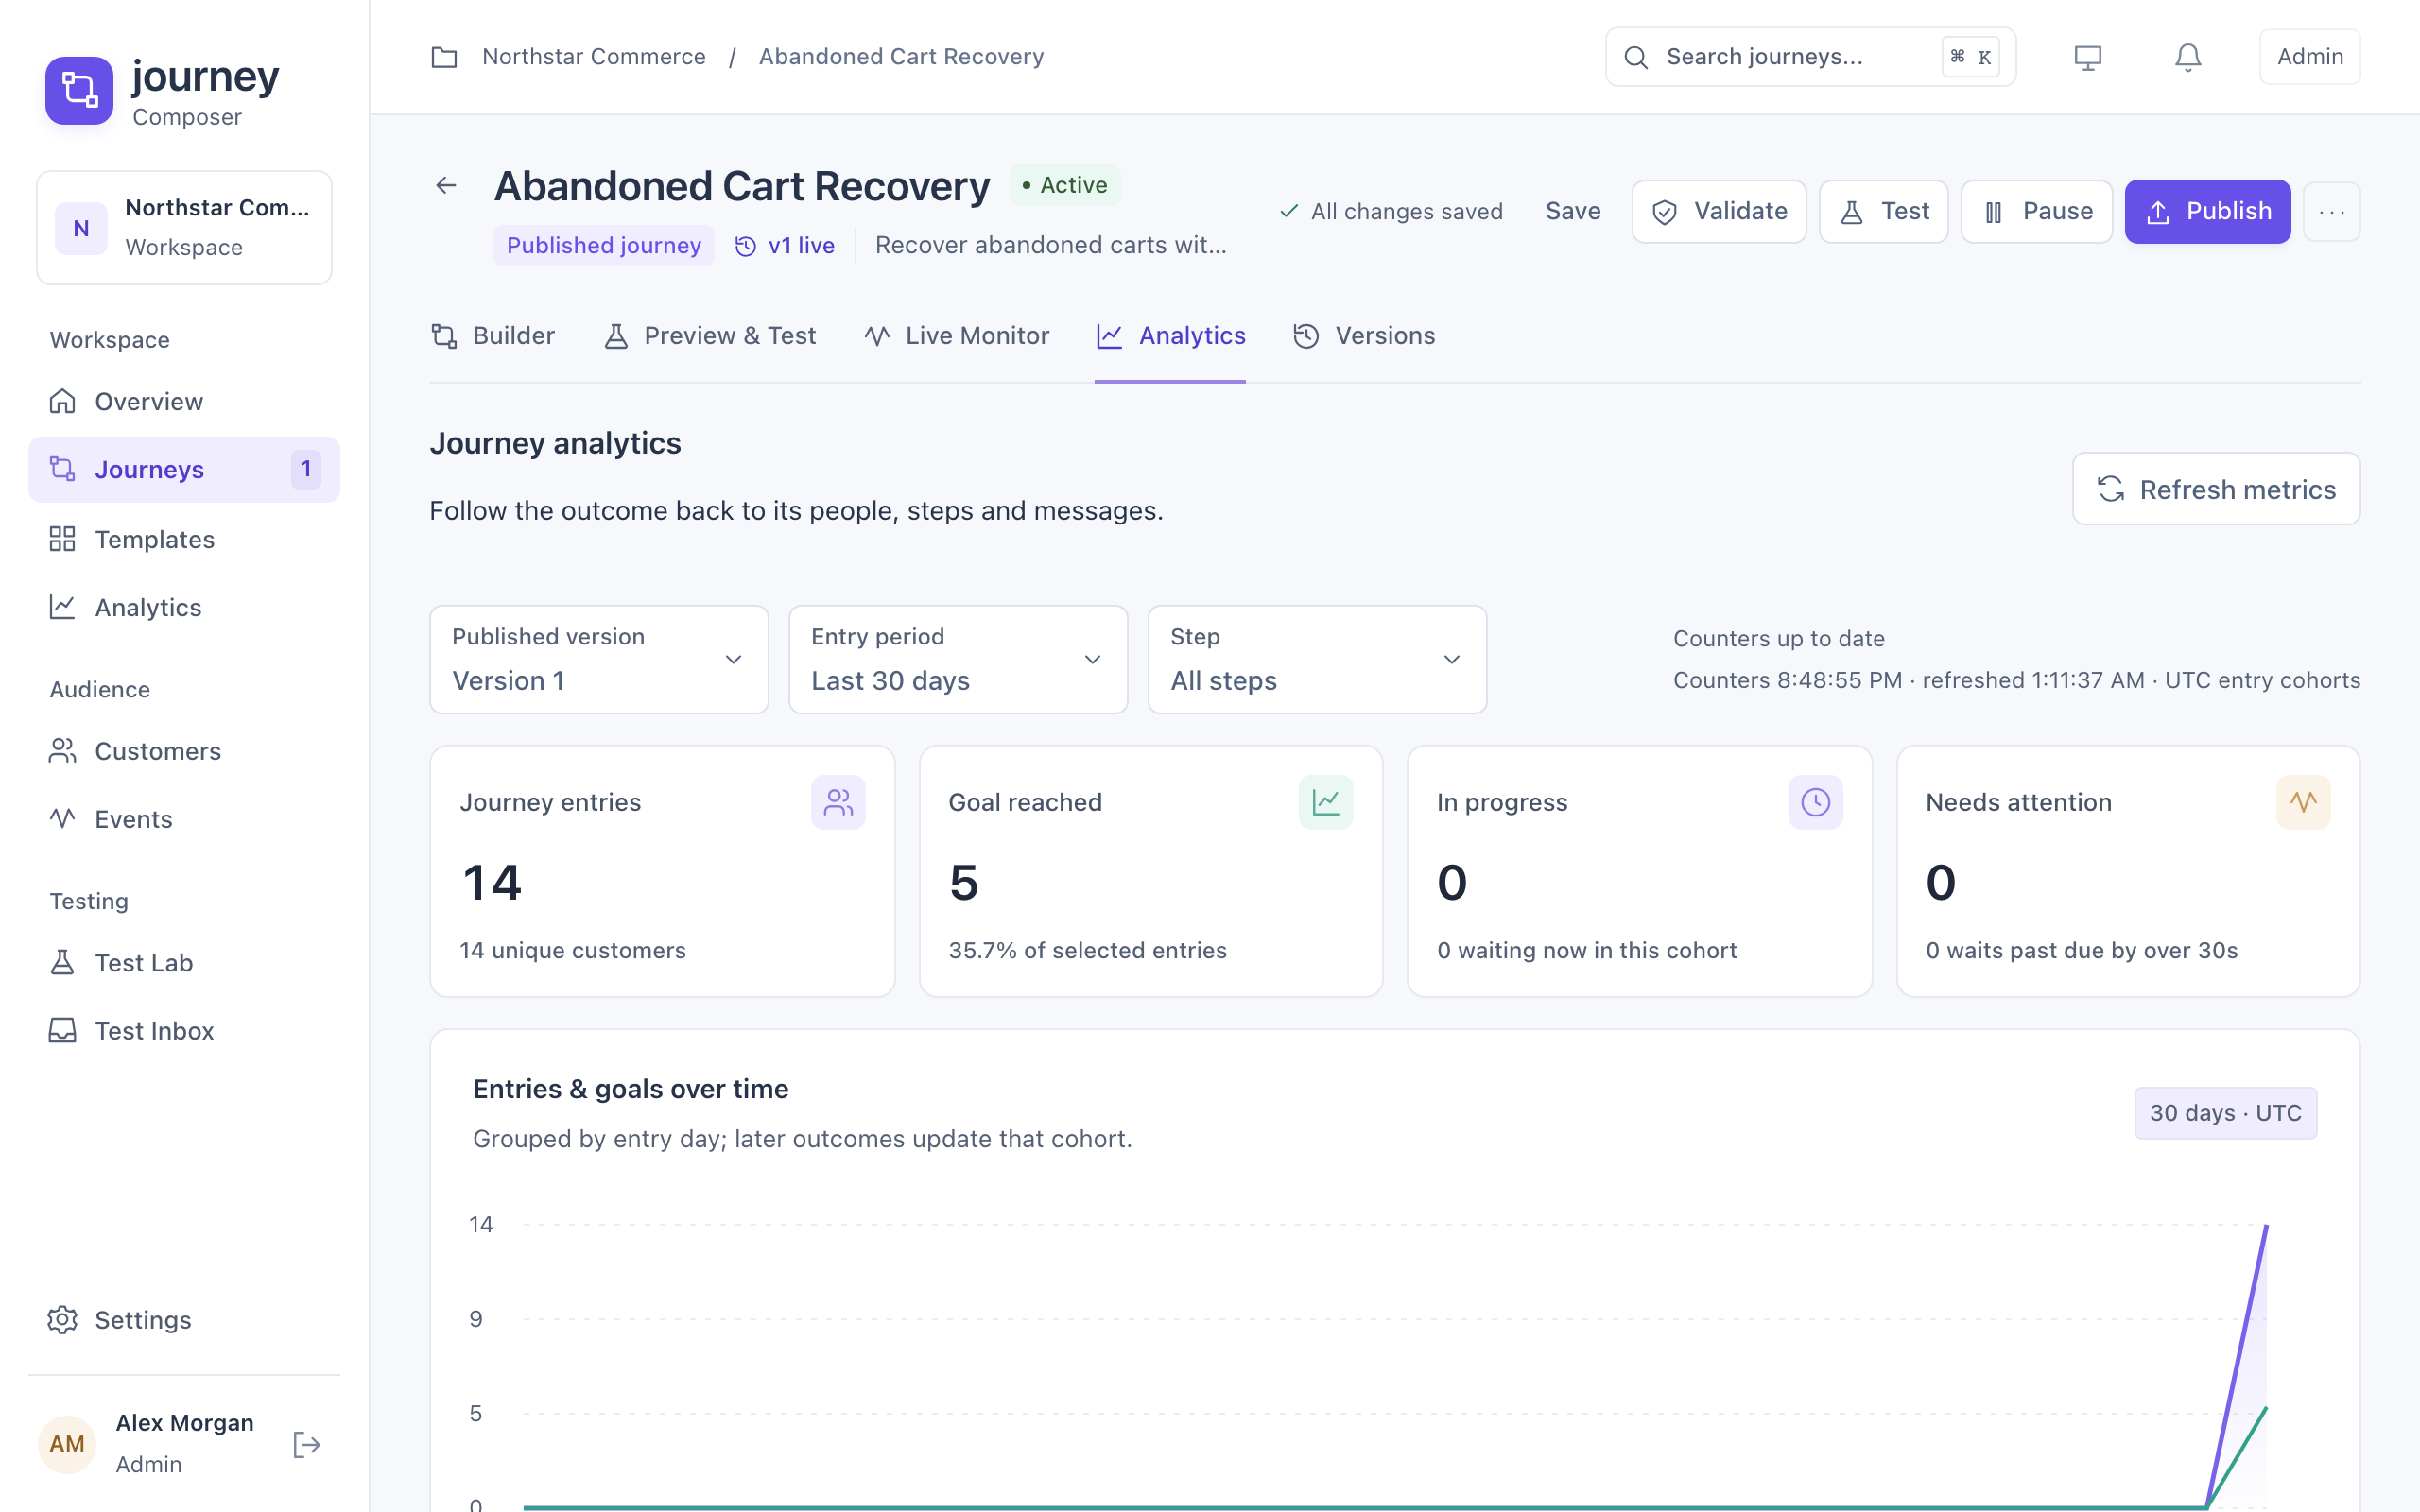 journey
Composer
N
Northstar Com...
Workspace
Workspace
Overview
Journeys 1
Templates
Analytics
Audience
Customers
Events
Testing
Test Lab
Test Inbox
Settings
AM
Alex Morgan
Admin
Northstar Commerce / Abandoned Cart Recovery
Search journeys... ⌘ K
Admin
Abandoned Cart Recovery
• Active
Published journey
v1 live
Recover abandoned carts wit...
All changes saved
Save
Validate
Test
Pause
Publish
...
Builder
Preview & Test
Live Monitor
Analytics
Versions
Journey analytics
Follow the outcome back to its people, steps and messages.
Refresh metrics
Published version
Version 1
Entry period
Last 30 days
Step
All steps
Counters up to date
Counters 8:48:55 PM · refreshed 1:11:37 AM · UTC entry cohorts
Journey entries
14
14 unique customers
Goal reached
5
35.7% of selected entries
In progress
0
0 waiting now in this cohort
Needs attention
0
0 waits past due by over 30s
Entries & goals over time
Grouped by entry day; later outcomes update that cohort.
30 days · UTC
14
9
5
0